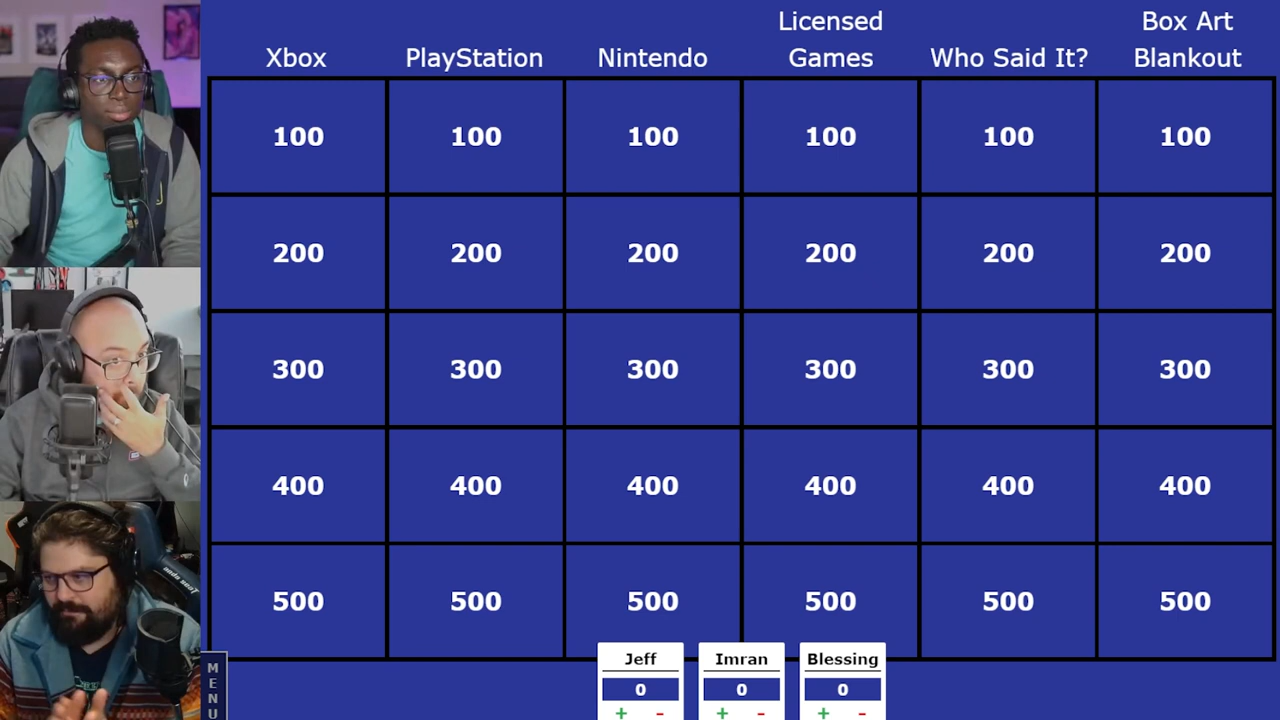 Xbox
PlayStation
Nintendo
Licensed
Games
Who Said It?
Box Art
Blankout
100 100 100 100 100 100
200 200 200 200 200 200
300 300 300 300 300 300
400 400 400 400 400 400
500 500 500 500 500 500
MENU
Jeff
0
+ -
Imran
0
+ -
Blessing
0
+ -